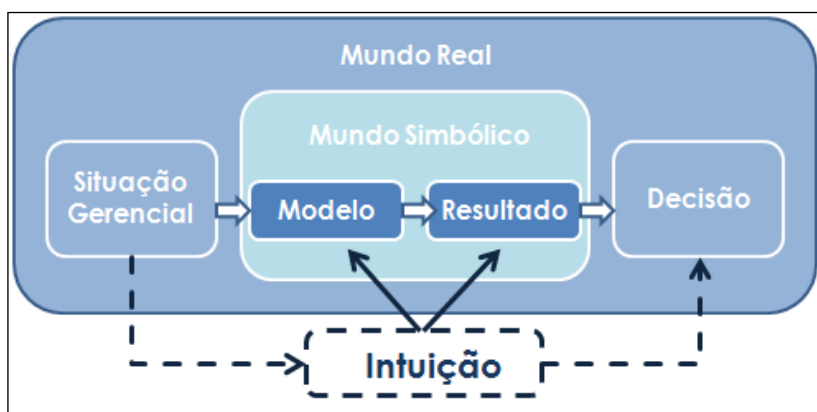 Mundo Real
Mundo Simbólico
Situação
Gerencial
Modelo
Resultado
Decisão
Intuição